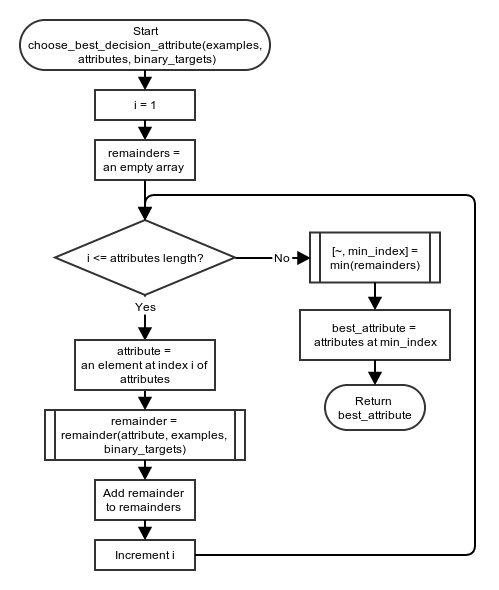 Start
choose_best_decision_attribute(examples,
attributes, binary_targets)
i = 1
remainders =
an empty array
i <= attributes length?
No
[~, min_index] =
min(remainders)
Yes
best_attribute =
attributes at min_index
attribute =
an element at index i of
attributes
Return
best_attribute
remainder =
remainder(attribute, examples,
binary_targets)
Add remainder
to remainders
Increment i